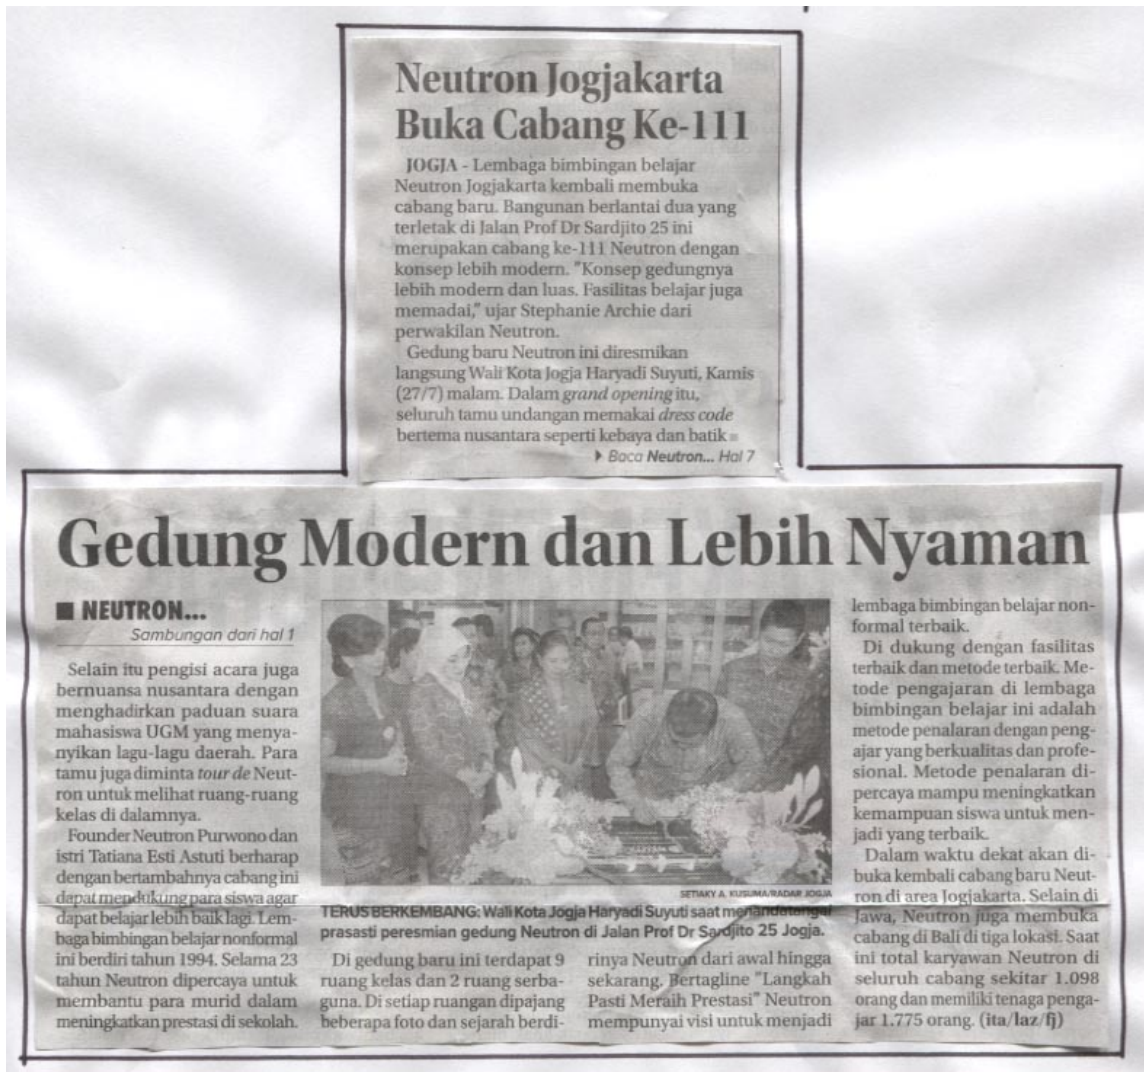 Neutron Jogjakarta
Buka Cabang Ke-111
JOGJA - Lembaga bimbingan belajar
Neutron Jogjakarta kembali membuka
cabang baru. Bangunan berlantai dua yang
terletak di Jalan Prof Dr Sardjito 25 ini
merupakan cabang ke-111 Neutron dengan
konsep lebih modern. "Konsep gedungnya
lebih modern dan luas. Fasilitas belajar juga
memadai," ujar Stephanie Archie dari
perwakilan Neutron.
Gedung baru Neutron ini diresmikan
langsung Wali Kota Jogja Haryadi Suyuti, Kamis
(27/7) malam. Dalam grand opening itu,
seluruh tamu undangan memakai dress code
bertema nusantara seperti kebaya dan batik
Baca Neutron... Hal 7
Gedung Modern dan Lebih Nyaman
NEUTRON...
Sambungan dari hal 1
Selain itu pengisi acara juga
bernuansa nusantara dengan
menghadirkan paduan suara
mahasiswa UGM yang menya-
nyikan lagu-lagu daerah. Para
tamu juga diminta tour de Neut-
ron untuk melihat ruang-ruang
kelas di dalamnya.
Founder Neutron Purwono dan
istri Tatiana Esti Astuti berharap
dengan bertambahnya cabang ini
dapat mendukung para siswa agar
dapat belajar lebih baik lagi. Lem-
baga bimbingan belajar nonformal
ini berdiri tahun 1994. Selama 23
tahun Neutron dipercaya untuk
membantu para murid dalam
meningkatkan prestasi di sekolah.
SETIAKY A. KUSUMA/RADAR JOGJA
TERUS BERKEMBANG: Wali Kota Jogja Haryadi Suyuti saat menandatangai
prasasti peresmian gedung Neutron di Jalan Prof Dr Sardjito 25 Jogja.
Di gedung baru ini terdapat 9
ruang kelas dan 2 ruang serba-
guna. Di setiap ruangan dipajang
beberapa foto dan sejarah berdi-
rinya Neutron dari awal hingga
sekarang. Bertagline "Langkah
Pasti Meraih Prestasi" Neutron
mempunyai visi untuk menjadi
lembaga bimbingan belajar non-
formal terbaik.
Di dukung dengan fasilitas
terbaik dan metode terbaik. Me-
tode pengajaran di lembaga
bimbingan belajar ini adalah
metode penalaran dengan peng-
ajar yang berkualitas dan profe-
sional. Metode penalaran di-
percaya mampu meningkatkan
kemampuan siswa untuk men-
jadi yang terbaik.
Dalam waktu dekat akan di-
buka kembali cabang baru Neut-
ron di area Jogjakarta. Selain di
Jawa, Neutron juga membuka
cabang di Bali di tiga lokasi. Saat
ini total karyawan Neutron di
seluruh cabang sekitar 1.098
orang dan memiliki tenaga penga-
jar 1.775 orang. (ita/laz/fj)